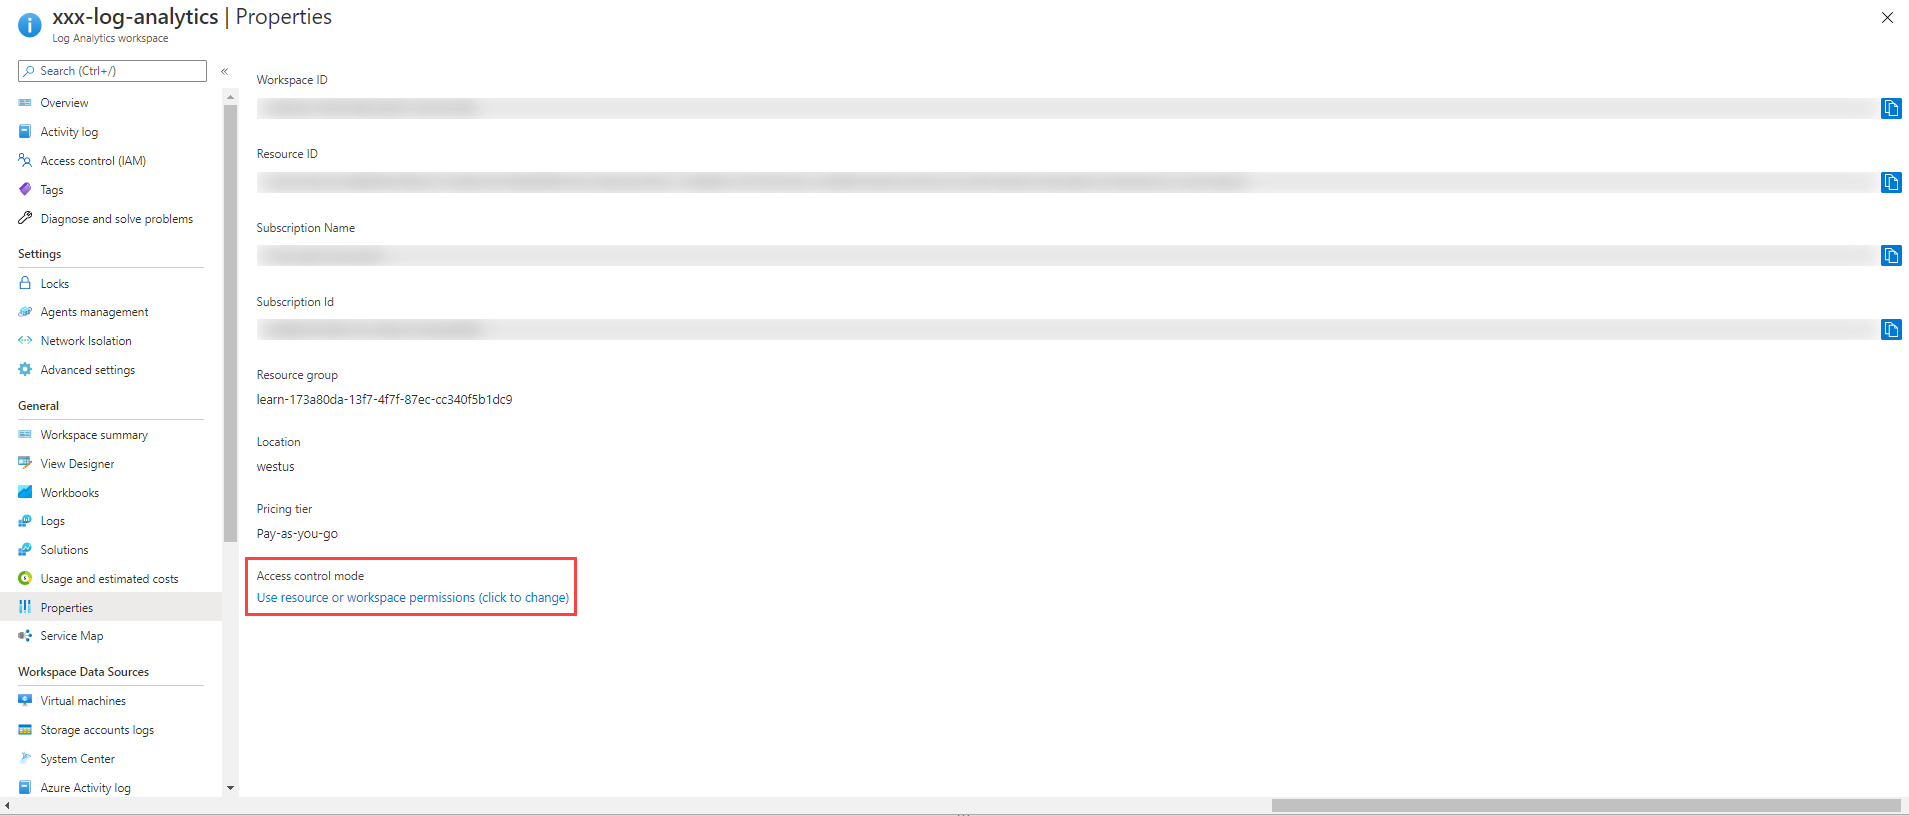 xxx-log-analytics | Properties
Log Analytics workspace
Search (Ctrl+/)
«
Overview
Activity log
Access control (IAM)
Tags
Diagnose and solve problems
Settings
Locks
Agents management
Network Isolation
Advanced settings
General
Workspace summary
View Designer
Workbooks
Logs
Solutions
Usage and estimated costs
Properties
Service Map
Workspace Data Sources
Virtual machines
Storage accounts logs
System Center
Azure Activity log
Workspace ID
Resource ID
Subscription Name
Subscription Id
Resource group
learn-173a80da-13f7-4f7f-87ec-cc340f5b1dc9
Location
westus
Pricing tier
Pay-as-you-go
Access control mode
Use resource or workspace permissions (click to change)